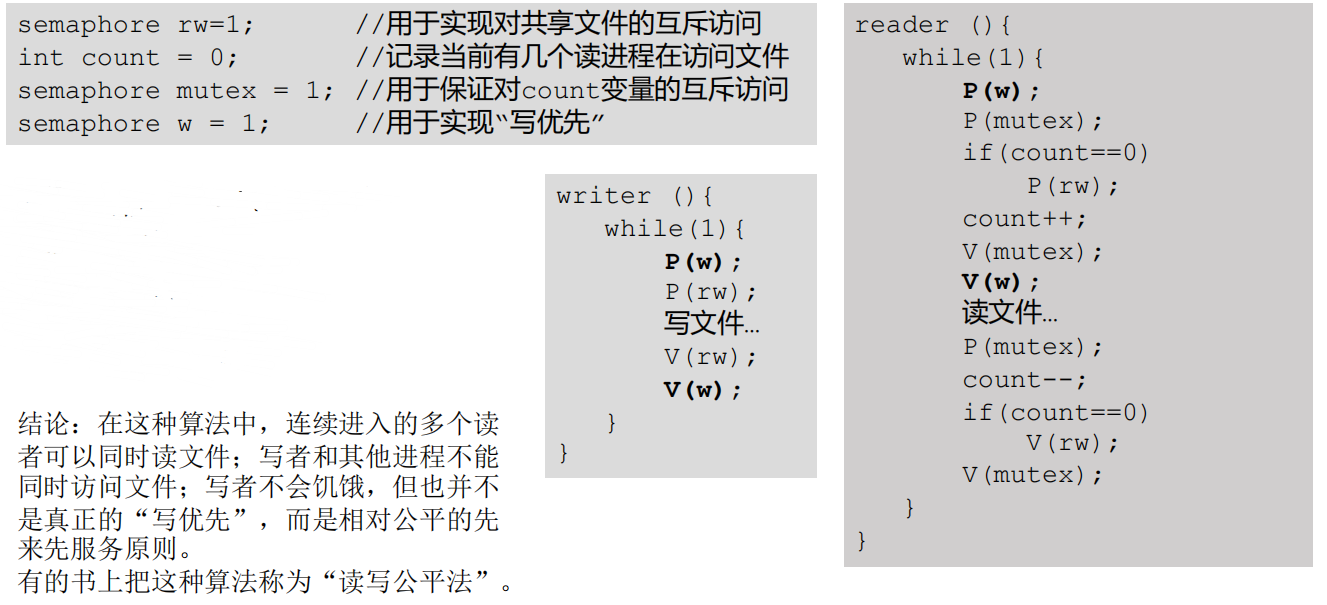 semaphore rw=1; //用于实现对共享文件的互斥访问
int count = 0; //记录当前有几个读进程在访问文件
semaphore mutex = 1; //用于保证对count变量的互斥访问
semaphore w = 1; //用于实现“写优先”
writer (){
while(1){
P(w);
P(rw);
写文件…
V(rw);
V(w);
}
}
reader (){
while(1){
P(w);
P(mutex);
if(count==0)
P(rw);
count++;
V(mutex);
V(w);
读文件…
P(mutex);
count--;
if(count==0)
V(rw);
V(mutex);
}
}
结论：在这种算法中，连续进入的多个读
者可以同时读文件；写者和其他进程不能
同时访问文件；写者不会饥饿，但也并不
是真正的“写优先”，而是相对公平的先
来先服务原则。
有的书上把这种算法称为“读写公平法”。